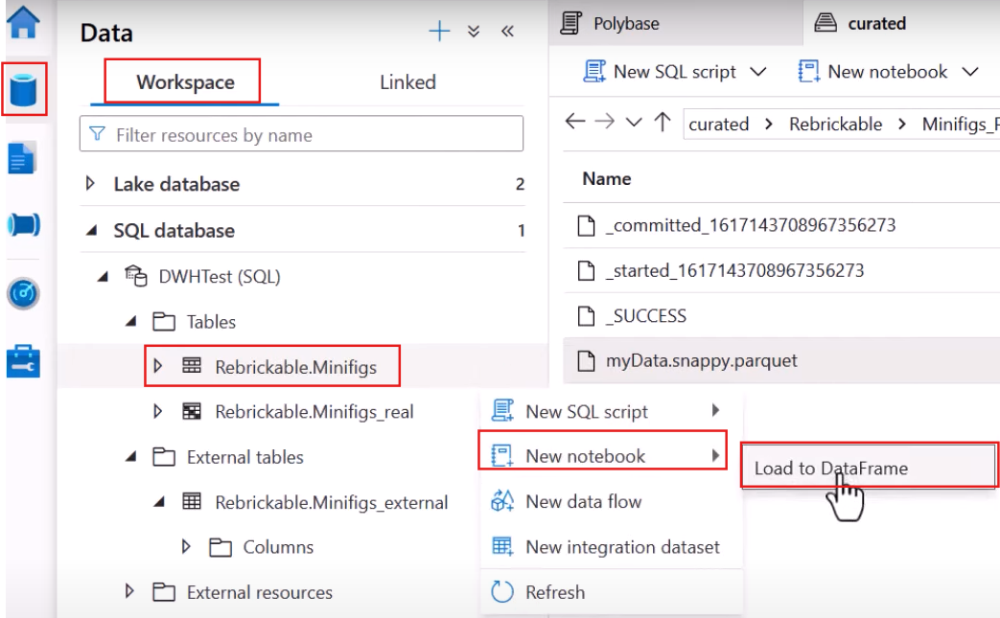 Data
Workspace
Linked
Filter resources by name
Lake database
2
SQL database
1
DWHTest (SQL)
Tables
Rebrickable.Minifigs
Rebrickable.Minifigs_real
External tables
Rebrickable.Minifigs_external
Columns
External resources
New SQL script
New notebook
New data flow
New integration dataset
Refresh
Load to DataFrame
Polybase
curated
New SQL script
New notebook
curated > Rebrickable > Minifigs_
Name
_committed_1617143708967356273
_started_1617143708967356273
_SUCCESS
myData.snappy.parquet